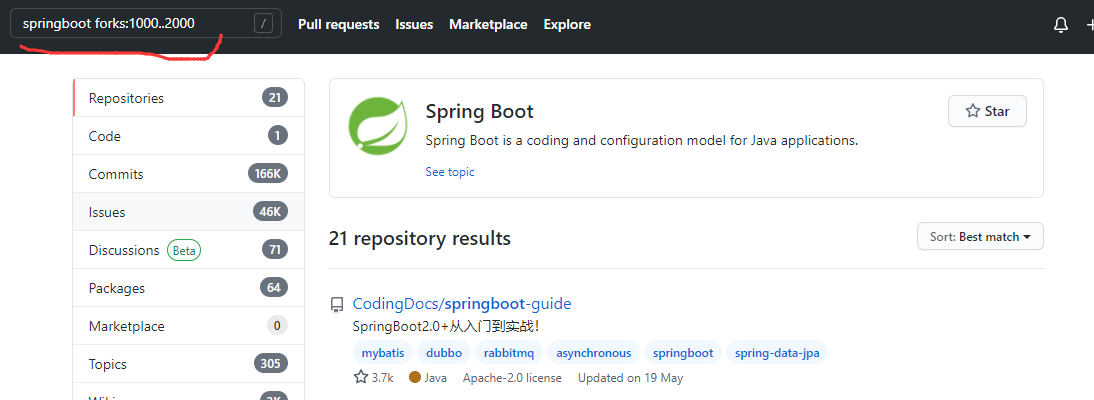 springboot forks:1000..2000 /
Pull requests Issues Marketplace Explore
Repositories 21
Code 1
Commits 166K
Issues 46K
Discussions Beta 71
Packages 64
Marketplace 0
Topics 305
Spring Boot
Star
Spring Boot is a coding and configuration model for Java applications.
See topic
21 repository results
Sort: Best match
CodingDocs/springboot-guide
SpringBoot2.0+从入门到实战!
mybatis dubbo rabbitmq asynchronous springboot spring-data-jpa
3.7k Java Apache-2.0 license Updated on 19 May